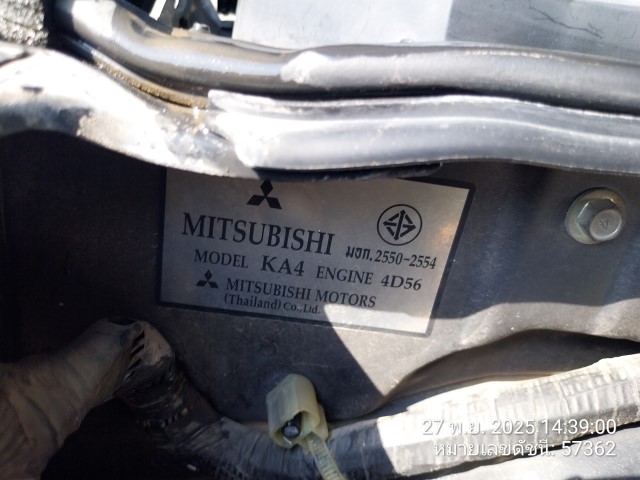 MITSUBISHI
มอก.2550-2554
MODEL KA4 ENGINE 4D56
MITSUBISHI MOTORS
(Thailand) Co.,Ltd.
27 พ.ย. 2025 14:39:00
หมายเลขดัชนี: 57362